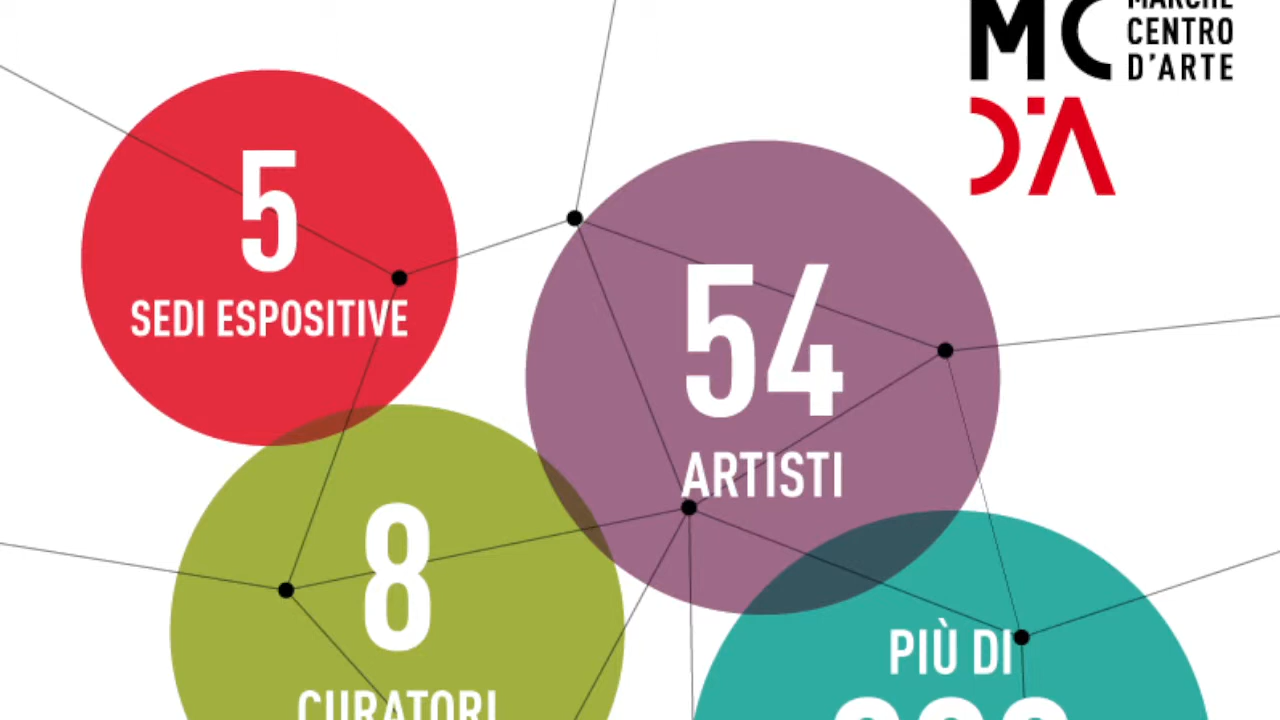 MARCHE
CENTRO
D'ARTE
MC
D'A
5
SEDI ESPOSITIVE
54
ARTISTI
8
CURATORI
PIÙ DI